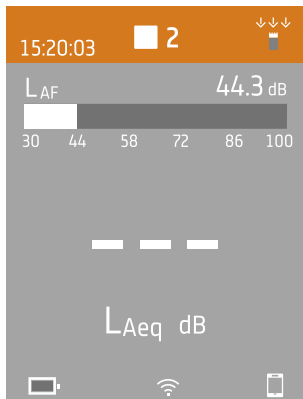 15:20:03 2
LAF 44.3 dB
30 44 58 72 86 100
– – –
LAeq dB